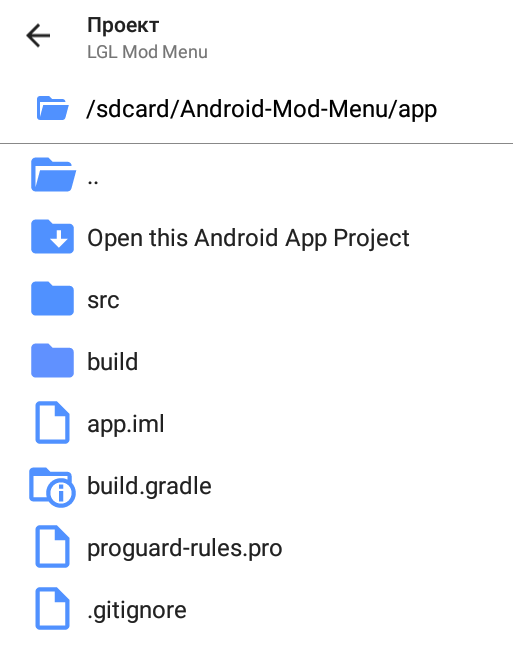 Проект
LGL Mod Menu
/sdcard/Android-Mod-Menu/app
..
Open this Android App Project
src
build
app.iml
build.gradle
proguard-rules.pro
.gitignore